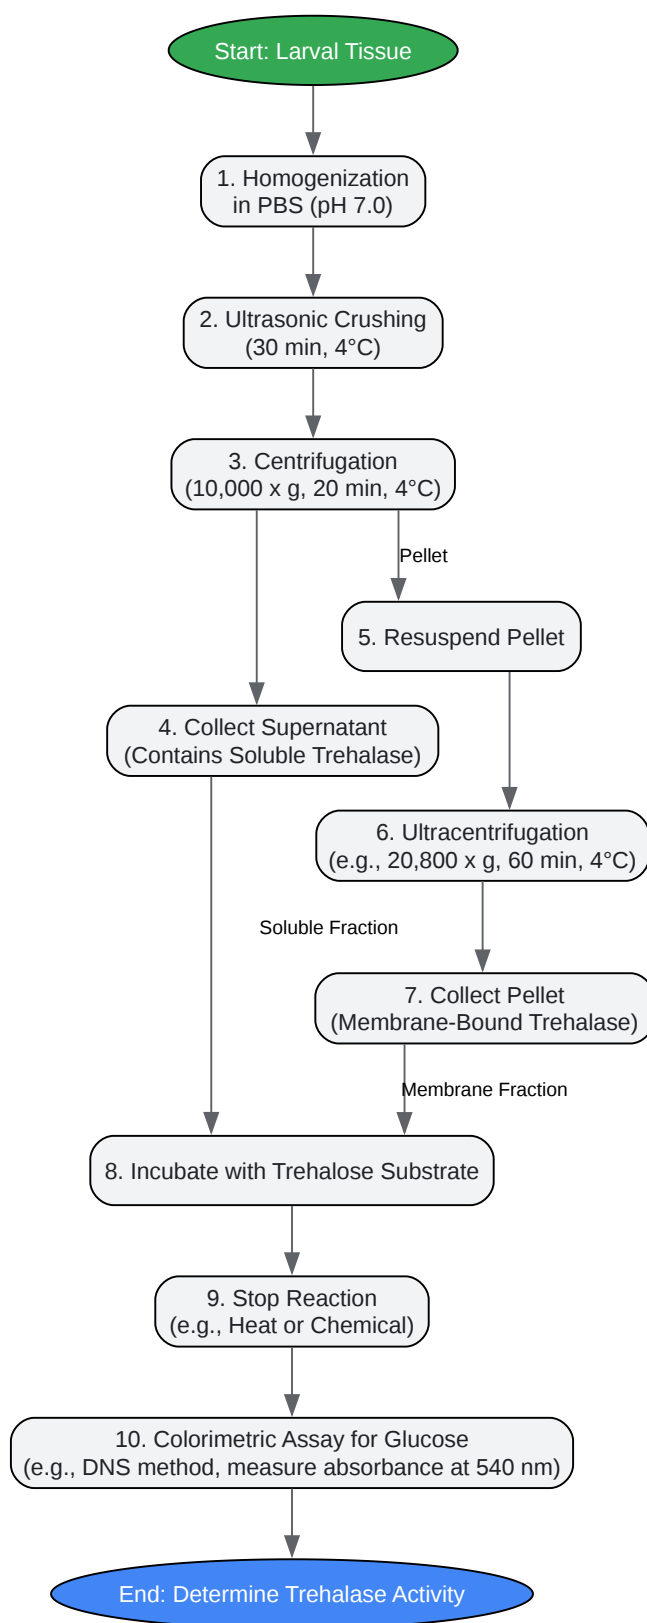 Start: Larval Tissue
1. Homogenization
in PBS (pH 7.0)
2. Ultrasonic Crushing
(30 min, 4°C)
3. Centrifugation
(10,000 x g, 20 min, 4°C)
Pellet
5. Resuspend Pellet
4. Collect Supernatant
(Contains Soluble Trehalase)
6. Ultracentrifugation
(e.g., 20,800 x g, 60 min, 4°C)
Soluble Fraction
7. Collect Pellet
(Membrane-Bound Trehalase)
Membrane Fraction
8. Incubate with Trehalose Substrate
9. Stop Reaction
(e.g., Heat or Chemical)
10. Colorimetric Assay for Glucose
(e.g., DNS method, measure absorbance at 540 nm)
End: Determine Trehalase Activity